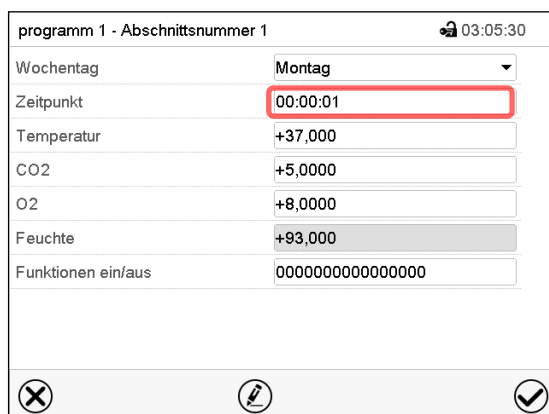 programm 1 - Abschnittsnummer 1 03:05:30
Wochentag Montag
Zeitpunkt 00:00:01
Temperatur +37,000
CO2 +5,0000
O2 +8,0000
Feuchte +93,000
Funktionen ein/aus 0000000000000000